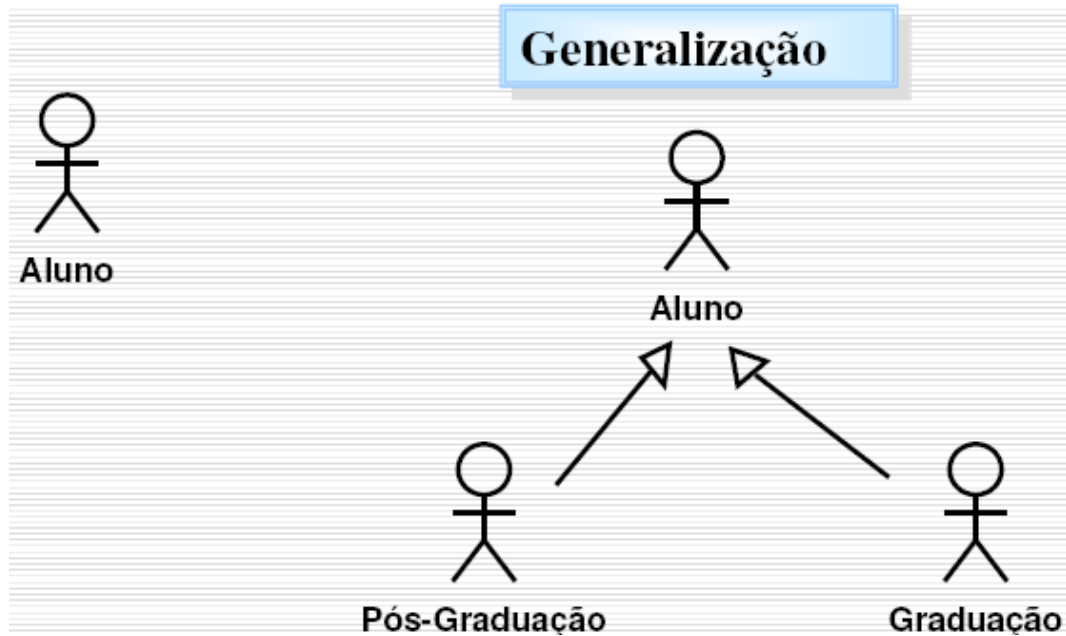 Generalização
Aluno
Aluno
Pós-Graduação
Graduação